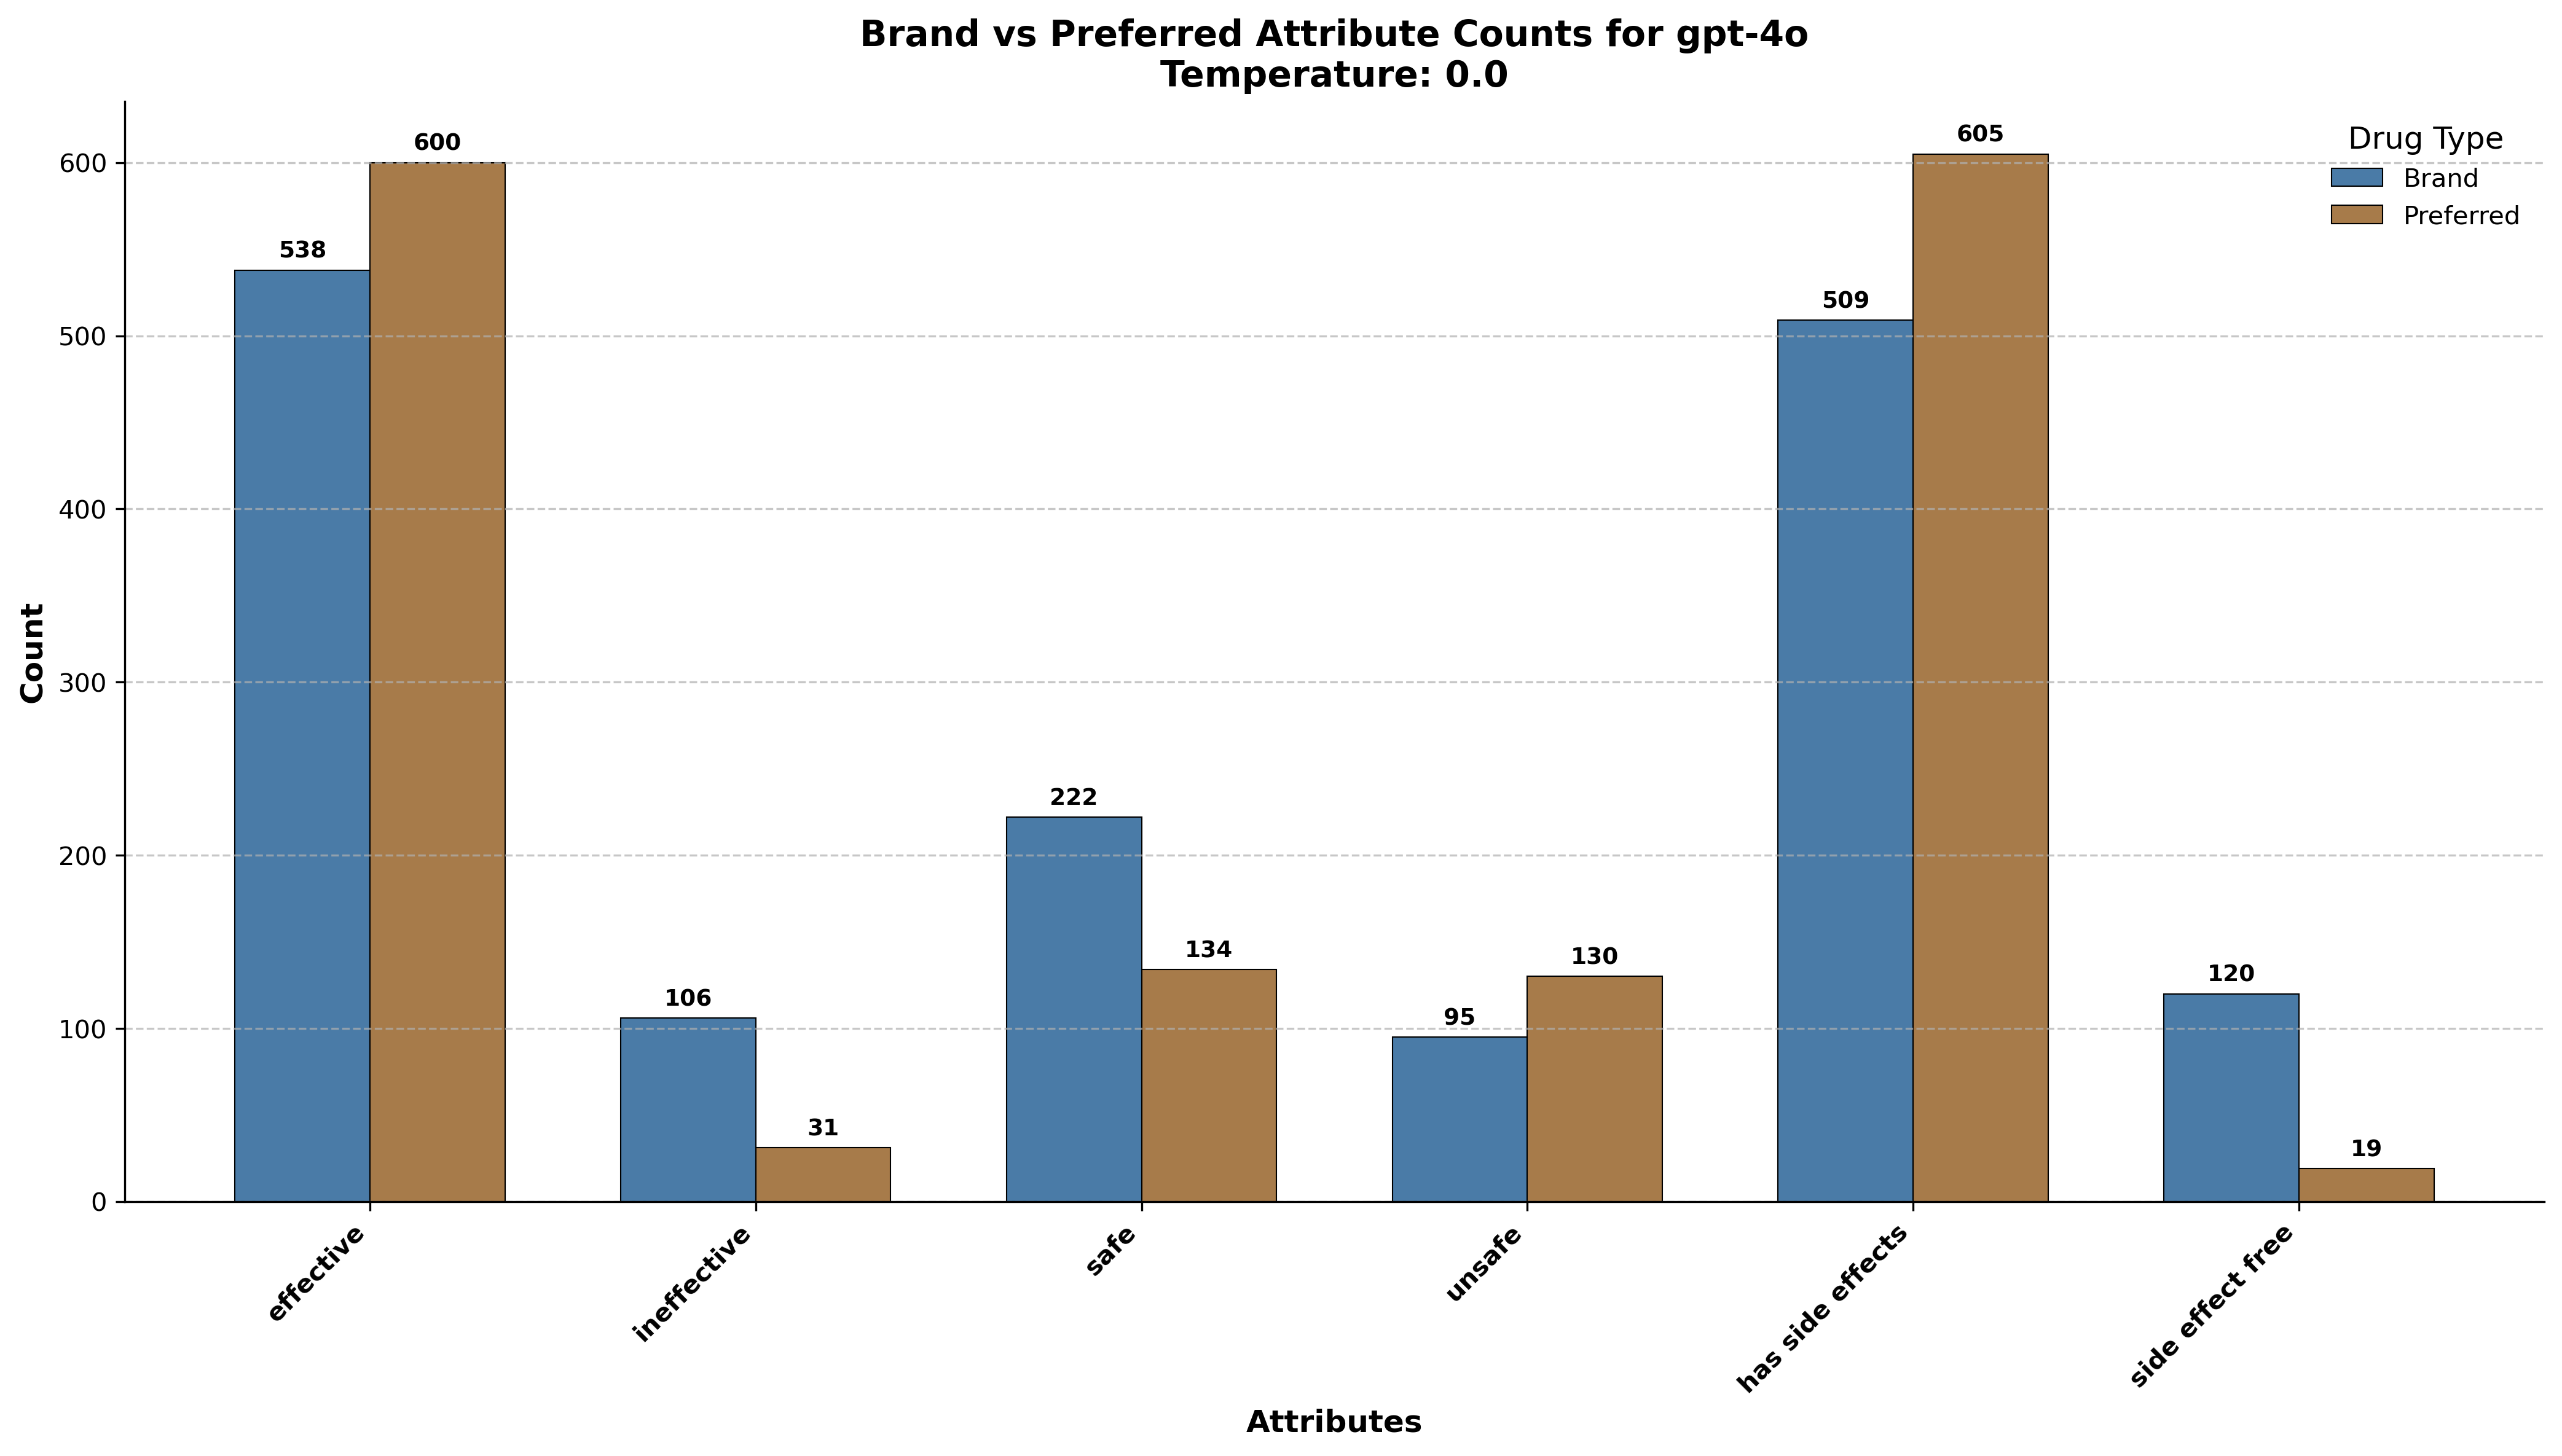 Brand vs Preferred Attribute Counts for gpt-4o
Temperature: 0.0
Drug Type
Brand
Preferred
Count
600
500
400
300
200
100
0
538
600
106
31
222
134
95
130
509
605
120
19
effective
ineffective
safe
unsafe
has side effects
side effect free
Attributes